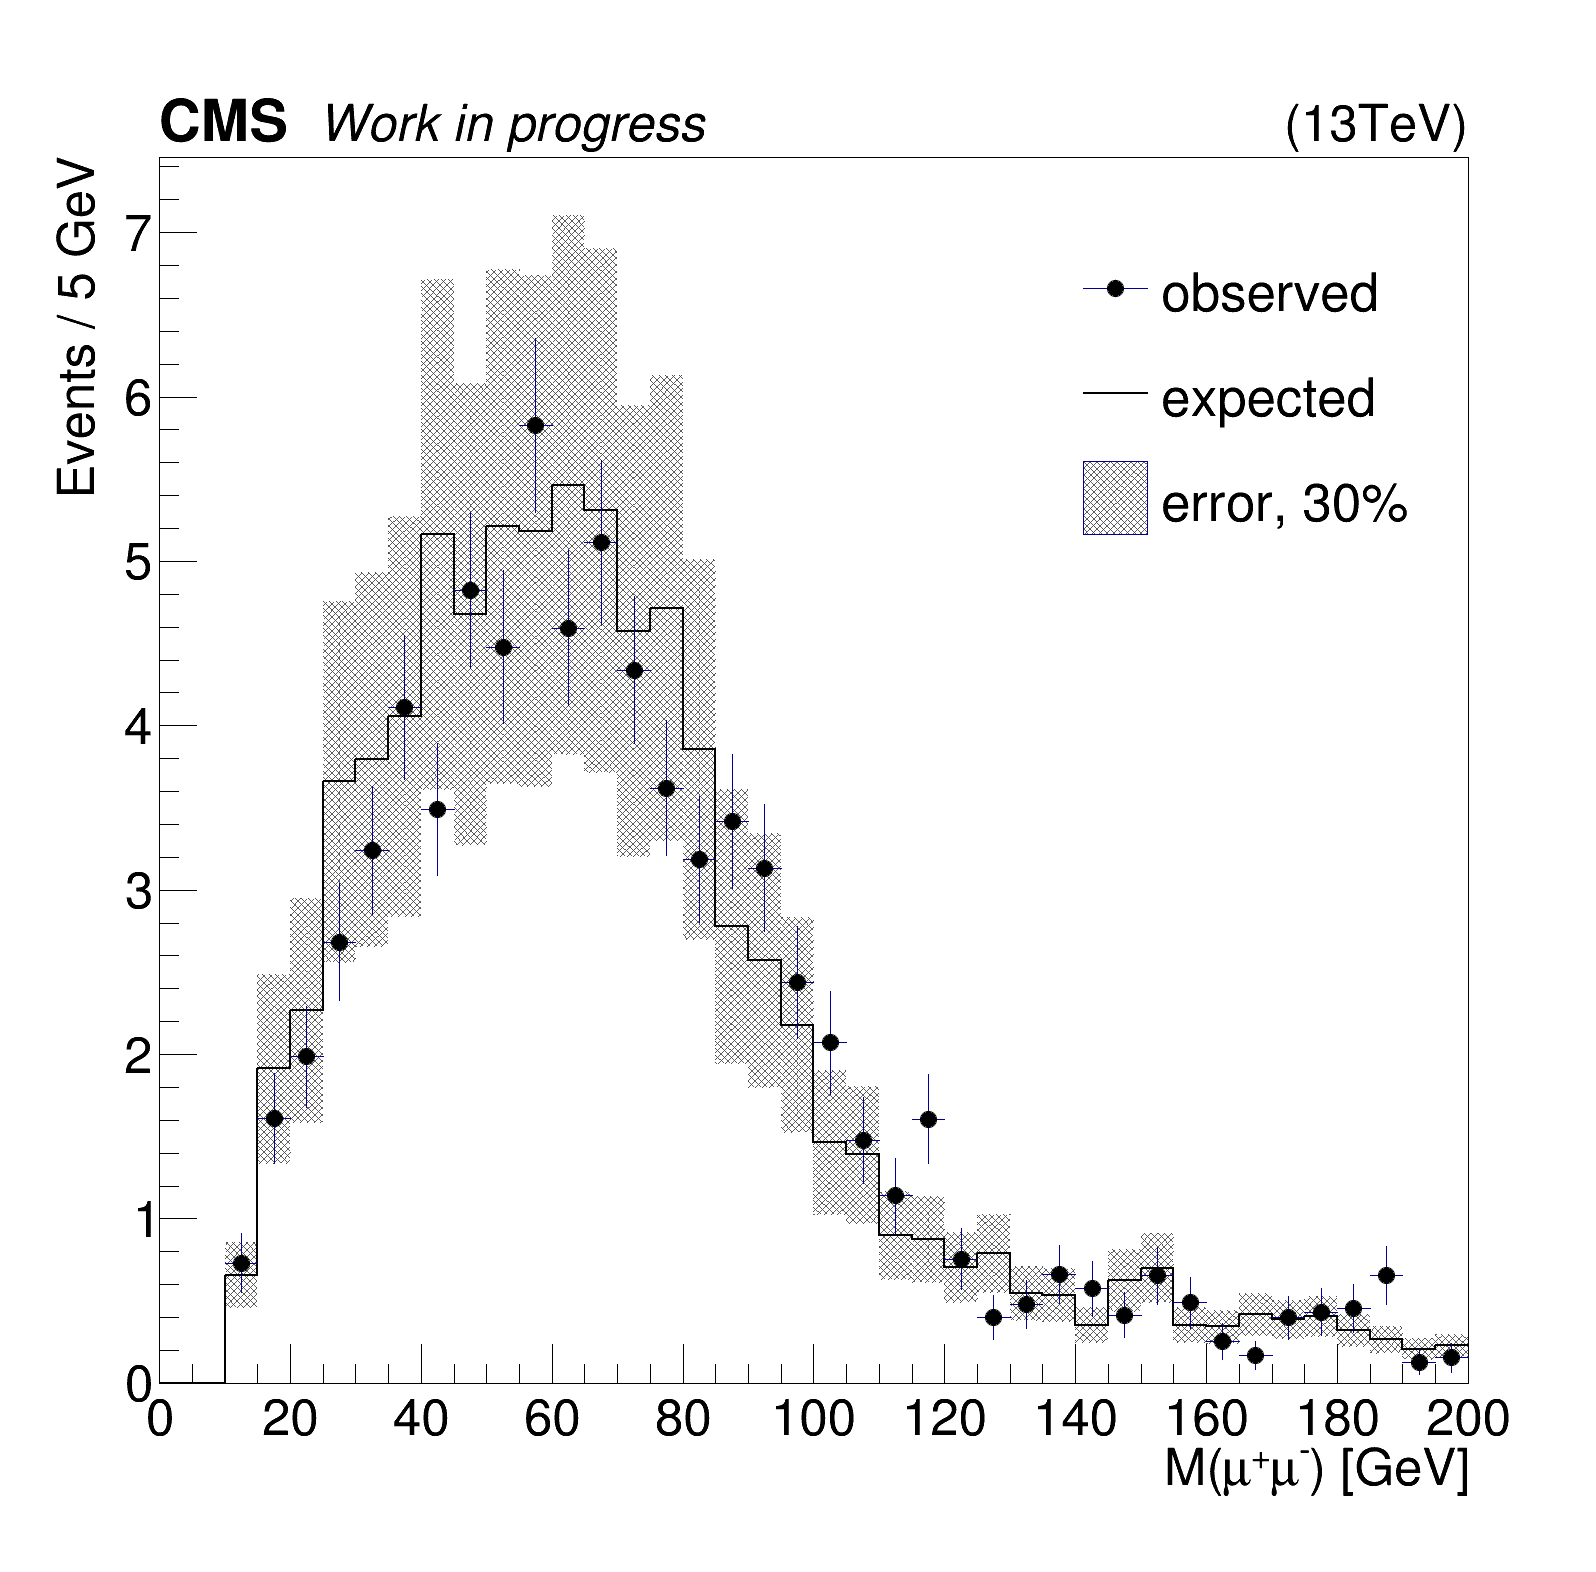 CMS Work in progress (13TeV)
Events / 5 GeV
7
6
5
4
3
2
1
0
observed
expected
error, 30%
0 20 40 60 80 100 120 140 160 180 200
M(μ⁺μ⁻) [GeV]